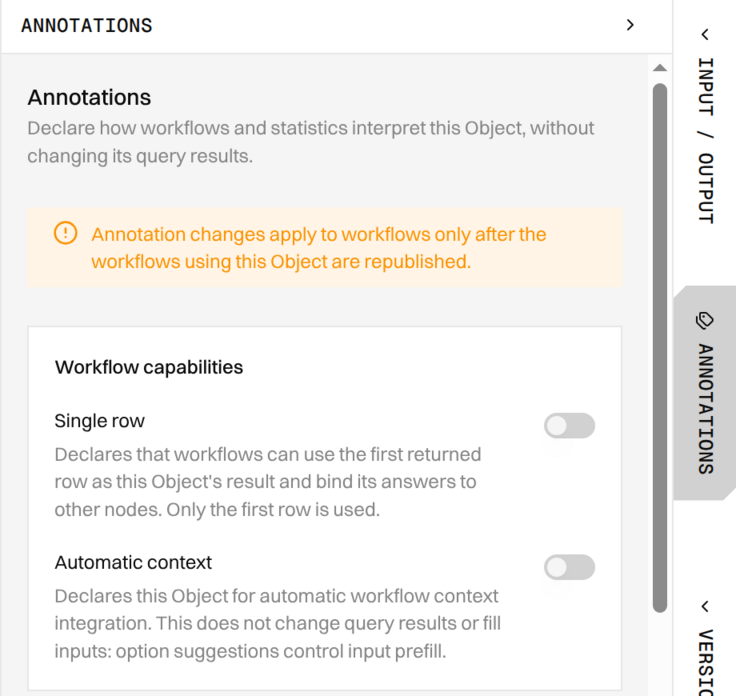 ANNOTATIONS
Annotations
Declare how workflows and statistics interpret this Object, without
changing its query results.
Annotation changes apply to workflows only after the
workflows using this Object are republished.
Workflow capabilities
Single row
Declares that workflows can use the first returned
row as this Object's result and bind its answers to
other nodes. Only the first row is used.
Automatic context
Declares this Object for automatic workflow context
integration. This does not change query results or fill
inputs: option suggestions control input prefill.
INPUT / OUTPUT
ANNOTATIONS
VERSIO